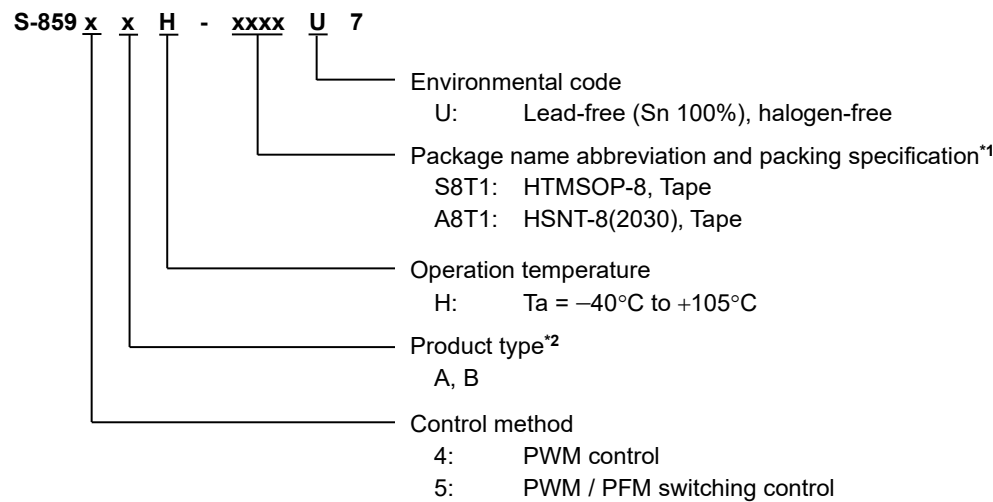 S-859 x x H - xxxx U 7
Environmental code
U: Lead-free (Sn 100%), halogen-free
Package name abbreviation and packing specification*1
S8T1: HTMSOP-8, Tape
A8T1: HSNT-8(2030), Tape
Operation temperature
H: Ta = −40°C to +105°C
Product type*2
A, B
Control method
4: PWM control
5: PWM / PFM switching control